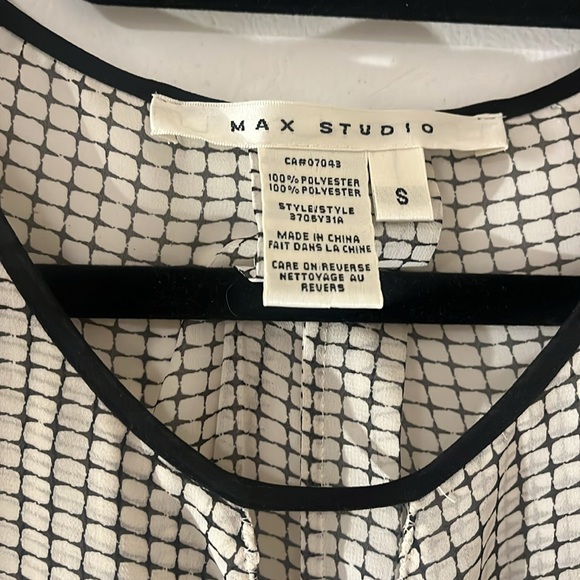 MAX STUDIO
CA#07043
100% POLYESTER
100% POLYESTER
STYLE/STYLE
3706Y31A
MADE IN CHINA
FAIT DANS LA CHINE
CARE ON REVERSE
NETTOYAGE AU
REVERS
S